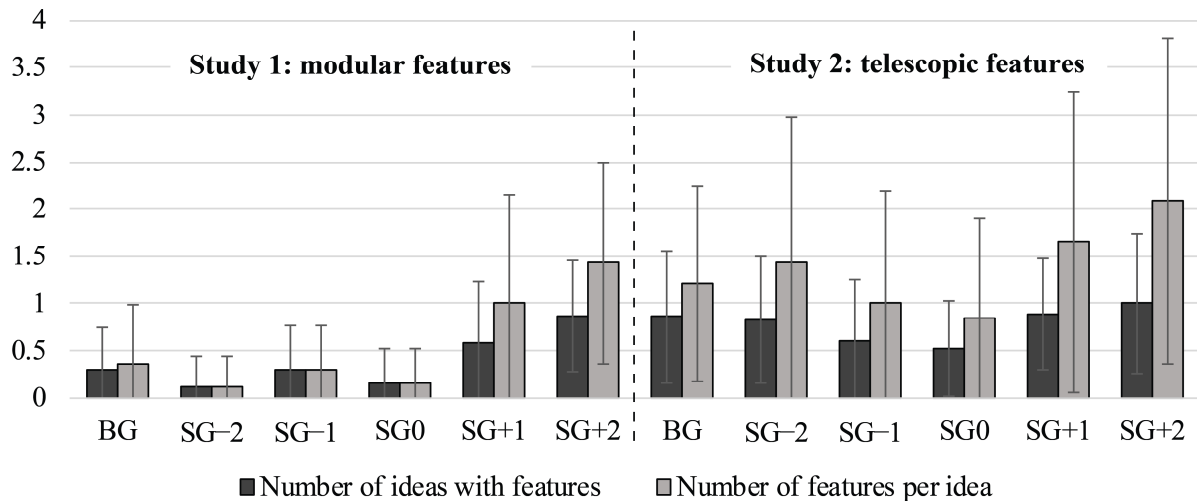 4
3.5
3
2.5
2
1.5
1
0.5
0
Study 1: modular features
Study 2: telescopic features
BG SG−2 SG−1 SG0 SG+1 SG+2 BG SG−2 SG−1 SG0 SG+1 SG+2
Number of ideas with features Number of features per idea